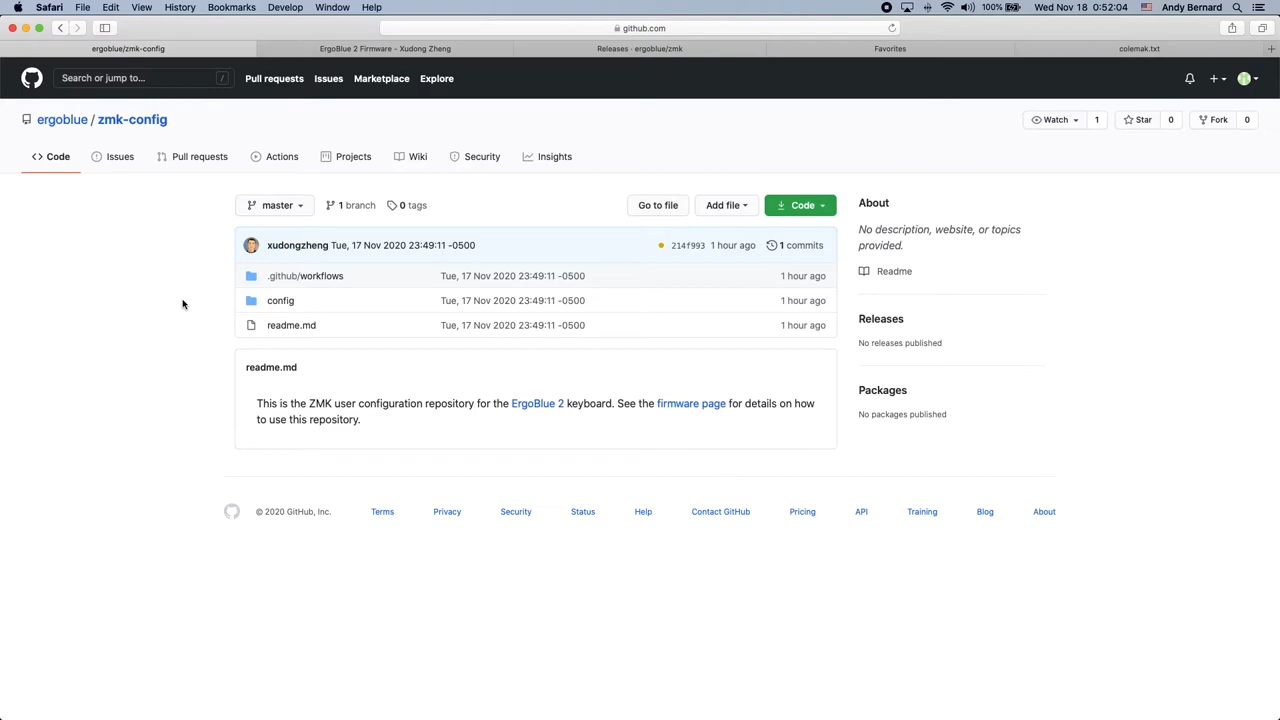 Safari File Edit View History Bookmarks Develop Window Help 100% Wed Nov 18 0:52:04 Andy Bernard
github.com
ergoblue/zmk-config ErgoBlue 2 Firmware - Xudong Zheng Releases · ergoblue/zmk Favorites colemak.txt
Search or jump to... / Pull requests Issues Marketplace Explore
ergoblue / zmk-config Watch 1 Star 0 Fork 0
Code Issues Pull requests Actions Projects Wiki Security Insights
master 1 branch 0 tags Go to file Add file Code
xudongzheng Tue, 17 Nov 2020 23:49:11 -0500 214f993 1 hour ago 1 commits
.github/workflows Tue, 17 Nov 2020 23:49:11 -0500 1 hour ago
config Tue, 17 Nov 2020 23:49:11 -0500 1 hour ago
readme.md Tue, 17 Nov 2020 23:49:11 -0500 1 hour ago
readme.md
This is the ZMK user configuration repository for the ErgoBlue 2 keyboard. See the firmware page for details on how
to use this repository.
About
No description, website, or topics
provided.
Readme
Releases
No releases published
Packages
No packages published
© 2020 GitHub, Inc. Terms Privacy Security Status Help Contact GitHub Pricing API Training Blog About